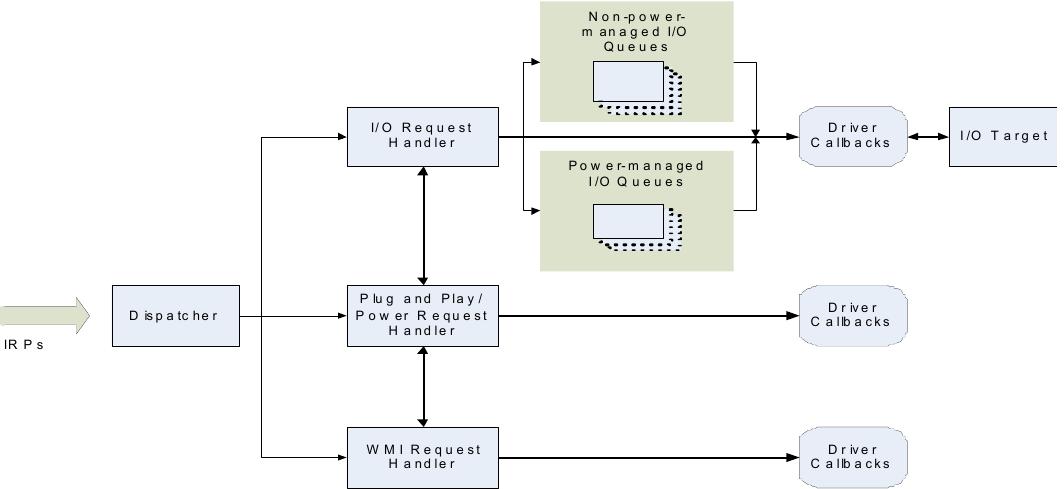 Non-power-
managed I/O
Queues
I/O Request
Handler
Driver
Callbacks
I/O Target
Power-managed
I/O Queues
IRPs
Dispatcher
Plug and Play/
Power Request
Handler
Driver
Callbacks
WMI Request
Handler
Driver
Callbacks